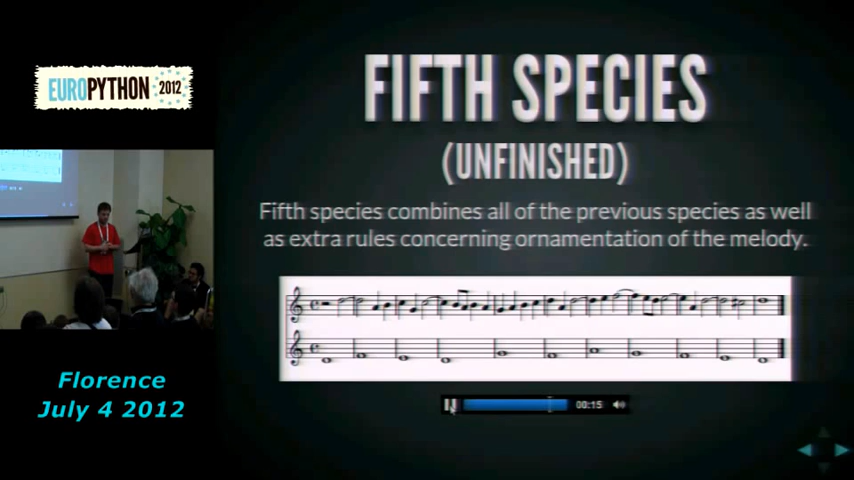 EUROPYTHON 2012
FIFTH SPECIES
(UNFINISHED)
Fifth species combines all of the previous species as well
as extra rules concerning ornamentation of the melody.
00:15
Florence
July 4 2012